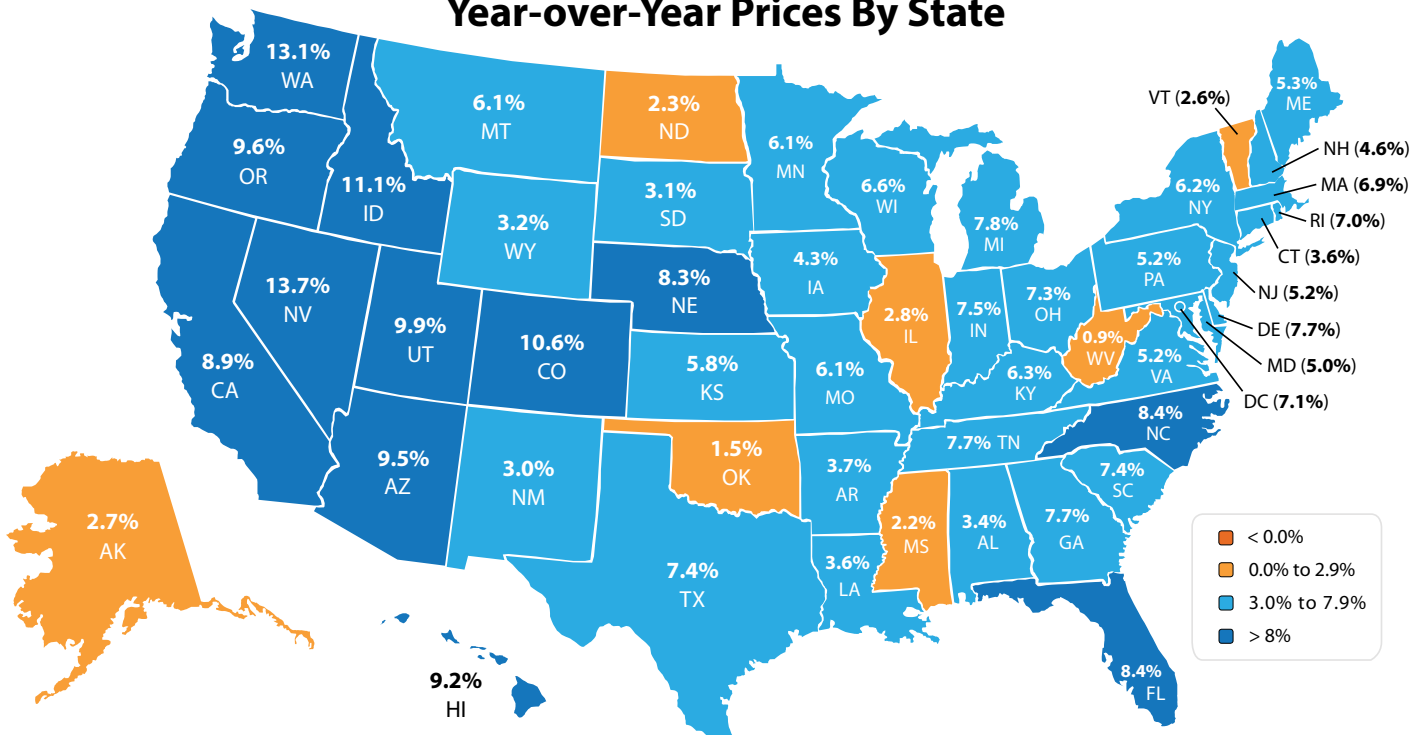 Year-over-Year Prices By State
13.1%
WA
9.6%
OR
11.1%
ID
6.1%
MT
2.3%
ND
6.1%
MN
3.1%
SD
3.2%
WY
6.6%
WI
7.8%
MI
5.3%
ME
VT (2.6%)
NH (4.6%)
MA (6.9%)
RI (7.0%)
CT (3.6%)
NJ (5.2%)
DE (7.7%)
MD (5.0%)
DC (7.1%)
6.2%
NY
5.2%
PA
8.9%
CA
13.7%
NV
9.9%
UT
10.6%
CO
8.3%
NE
4.3%
IA
2.8%
IL
7.5%
IN
7.3%
OH
0.9%
WV
5.2%
VA
5.8%
KS
6.1%
MO
6.3%
KY
8.4%
NC
7.7% TN
9.5%
AZ
3.0%
NM
1.5%
OK
3.7%
AR
7.4%
SC
2.2%
MS
3.4%
AL
7.7%
GA
7.4%
TX
3.6%
LA
8.4%
FL
2.7%
AK
9.2%
HI
< 0.0%
0.0% to 2.9%
3.0% to 7.9%
> 8%